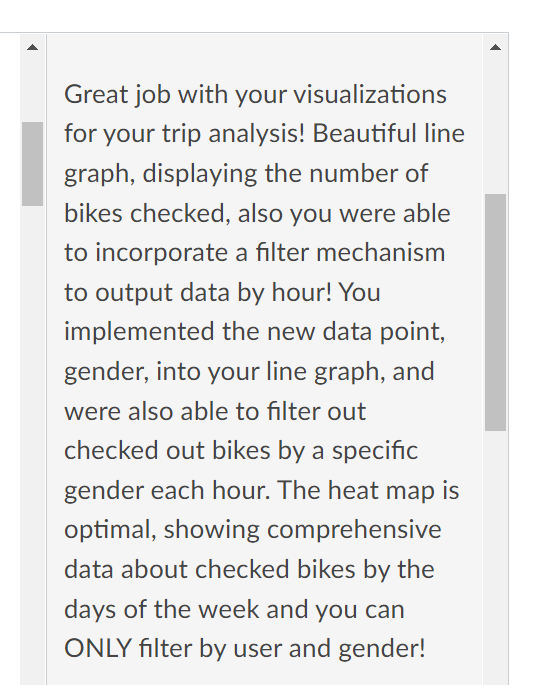 Great job with your visualizations
for your trip analysis! Beautiful line
graph, displaying the number of
bikes checked, also you were able
to incorporate a filter mechanism
to output data by hour! You
implemented the new data point,
gender, into your line graph, and
were also able to filter out
checked out bikes by a specific
gender each hour. The heat map is
optimal, showing comprehensive
data about checked bikes by the
days of the week and you can
ONLY filter by user and gender!